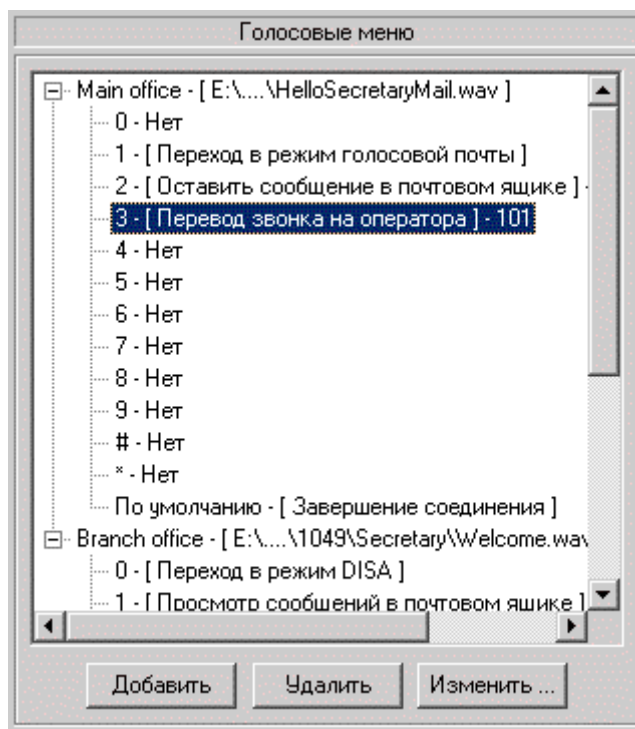 Голосовые меню
Main office - [ E:\....\HelloSecretaryMail.wav ]
0 - Нет
1 - [ Переход в режим голосовой почты ]
2 - [ Оставить сообщение в почтовом ящике ] -
3 - [ Перевод звонка на оператора ] - 101
4 - Нет
5 - Нет
6 - Нет
7 - Нет
8 - Нет
9 - Нет
# - Нет
* - Нет
По умолчанию - [ Завершение соединения ]
Branch office - [ E:\....\1049\Secretary\Welcome.wav
0 - [ Переход в режим DISA ]
1 - [ Просмотр сообщений в почтовом ящике ]
Добавить Удалить Изменить ...